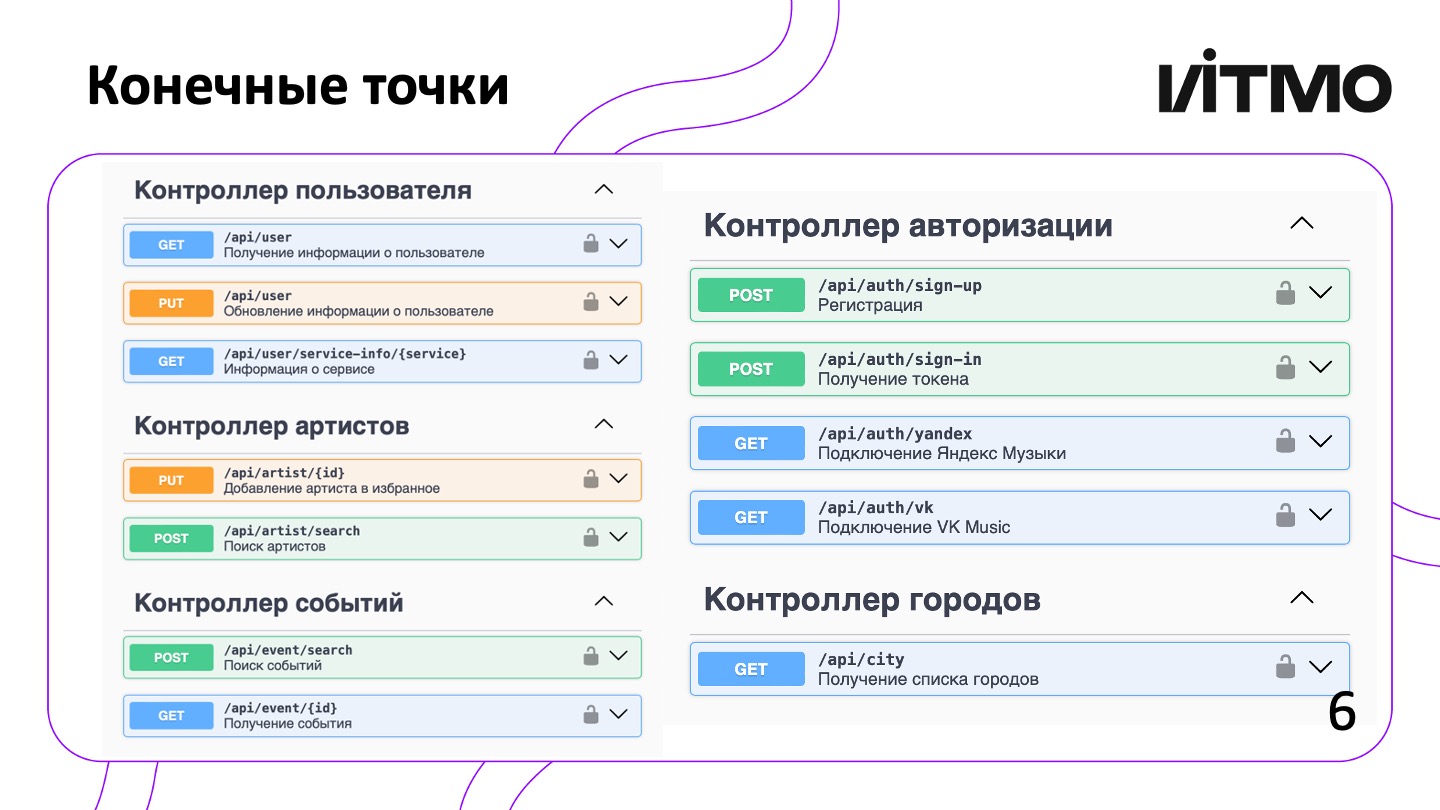 Конечные точки
ИTMO
Контроллер пользователя
GET
/api/user
Получение информации о пользователе
PUT
/api/user
Обновление информации о пользователе
GET
/api/user/service-info/{service}
Информация о сервисе
Контроллер артистов
PUT
/api/artist/{id}
Добавление артиста в избранное
POST
/api/artist/search
Поиск артистов
Контроллер событий
POST
/api/event/search
Поиск событий
GET
/api/event/{id}
Получение события
Контроллер авторизации
POST
/api/auth/sign-up
Регистрация
POST
/api/auth/sign-in
Получение токена
GET
/api/auth/yandex
Подключение Яндекс Музыки
GET
/api/auth/vk
Подключение VK Music
Контроллер городов
GET
/api/city
Получение списка городов
6